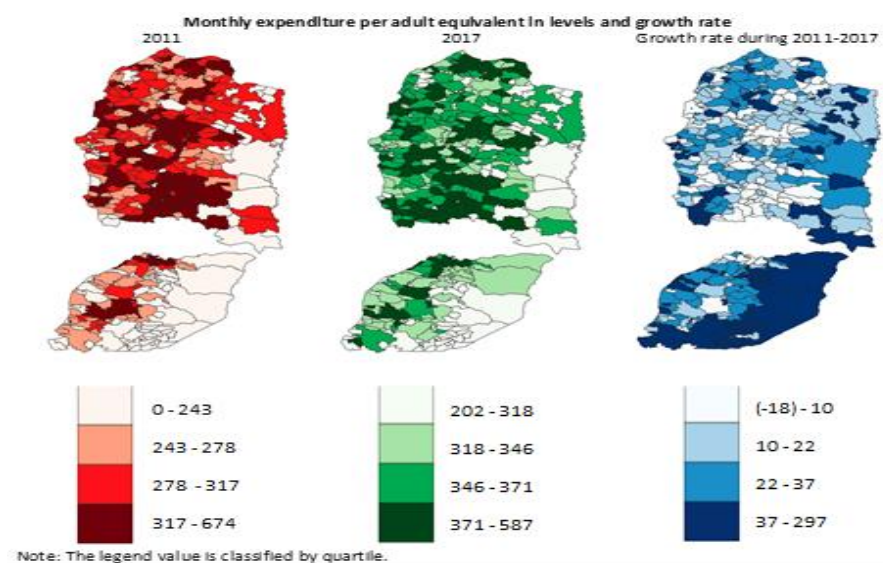 Monthly expenditure per adult equivalent in levels and growth rate
2011 2017 Growth rate during 2011-2017
0 - 243 202 - 318 (-18) - 10
243 - 278 318 - 346 10 - 22
278 - 317 346 - 371 22 - 37
317 - 674 371 - 587 37 - 297
Note: The legend value is classified by quartile.